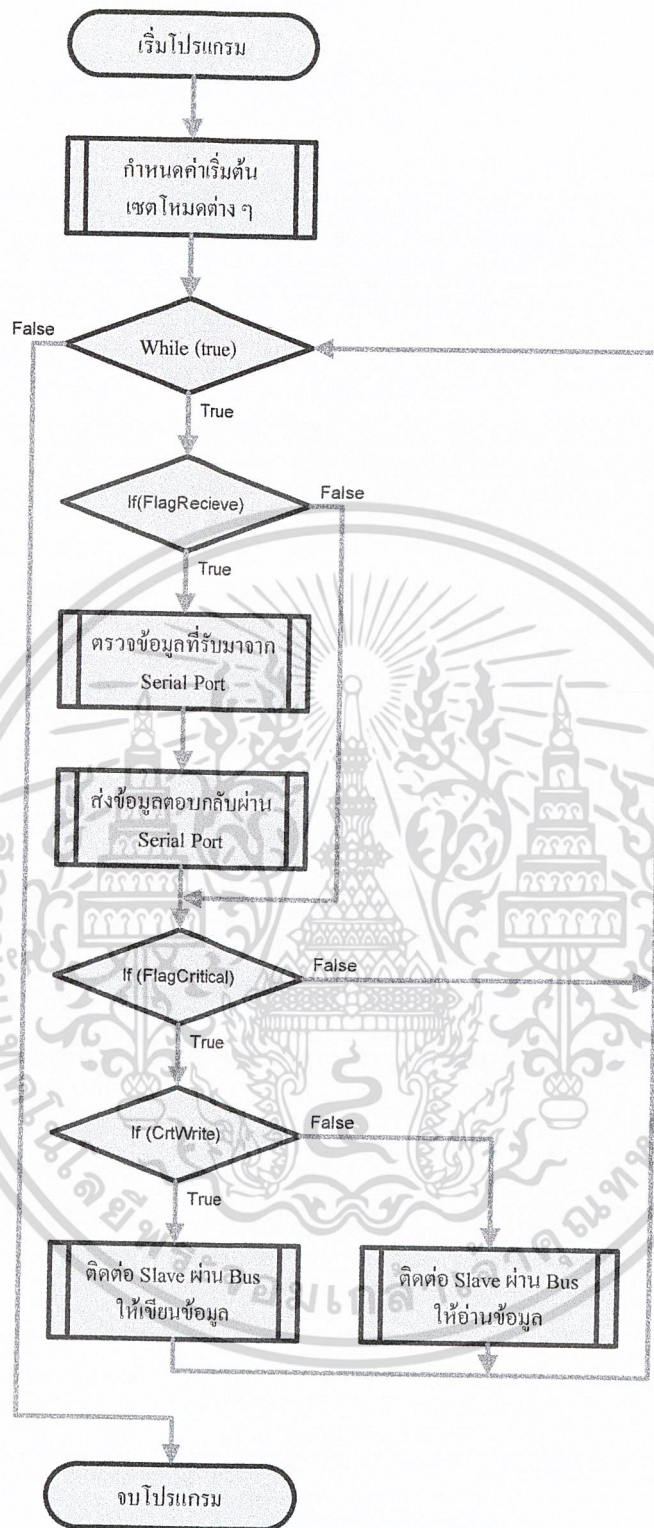 เริ่มโปรแกรม
กำหนดค่าเริ่มต้น
เซตโหมดต่าง ๆ
False
While (true)
True
If(FlagRecieve)
False
True
ตรวจข้อมูลที่รับมาจาก
Serial Port
ส่งข้อมูลตอบกลับผ่าน
Serial Port
If (FlagCritical)
False
True
If (CrtWrite)
False
True
ติดต่อ Slave ผ่าน Bus
ให้เขียนข้อมูล
ติดต่อ Slave ผ่าน Bus
ให้อ่านข้อมูล
จบโปรแกรม